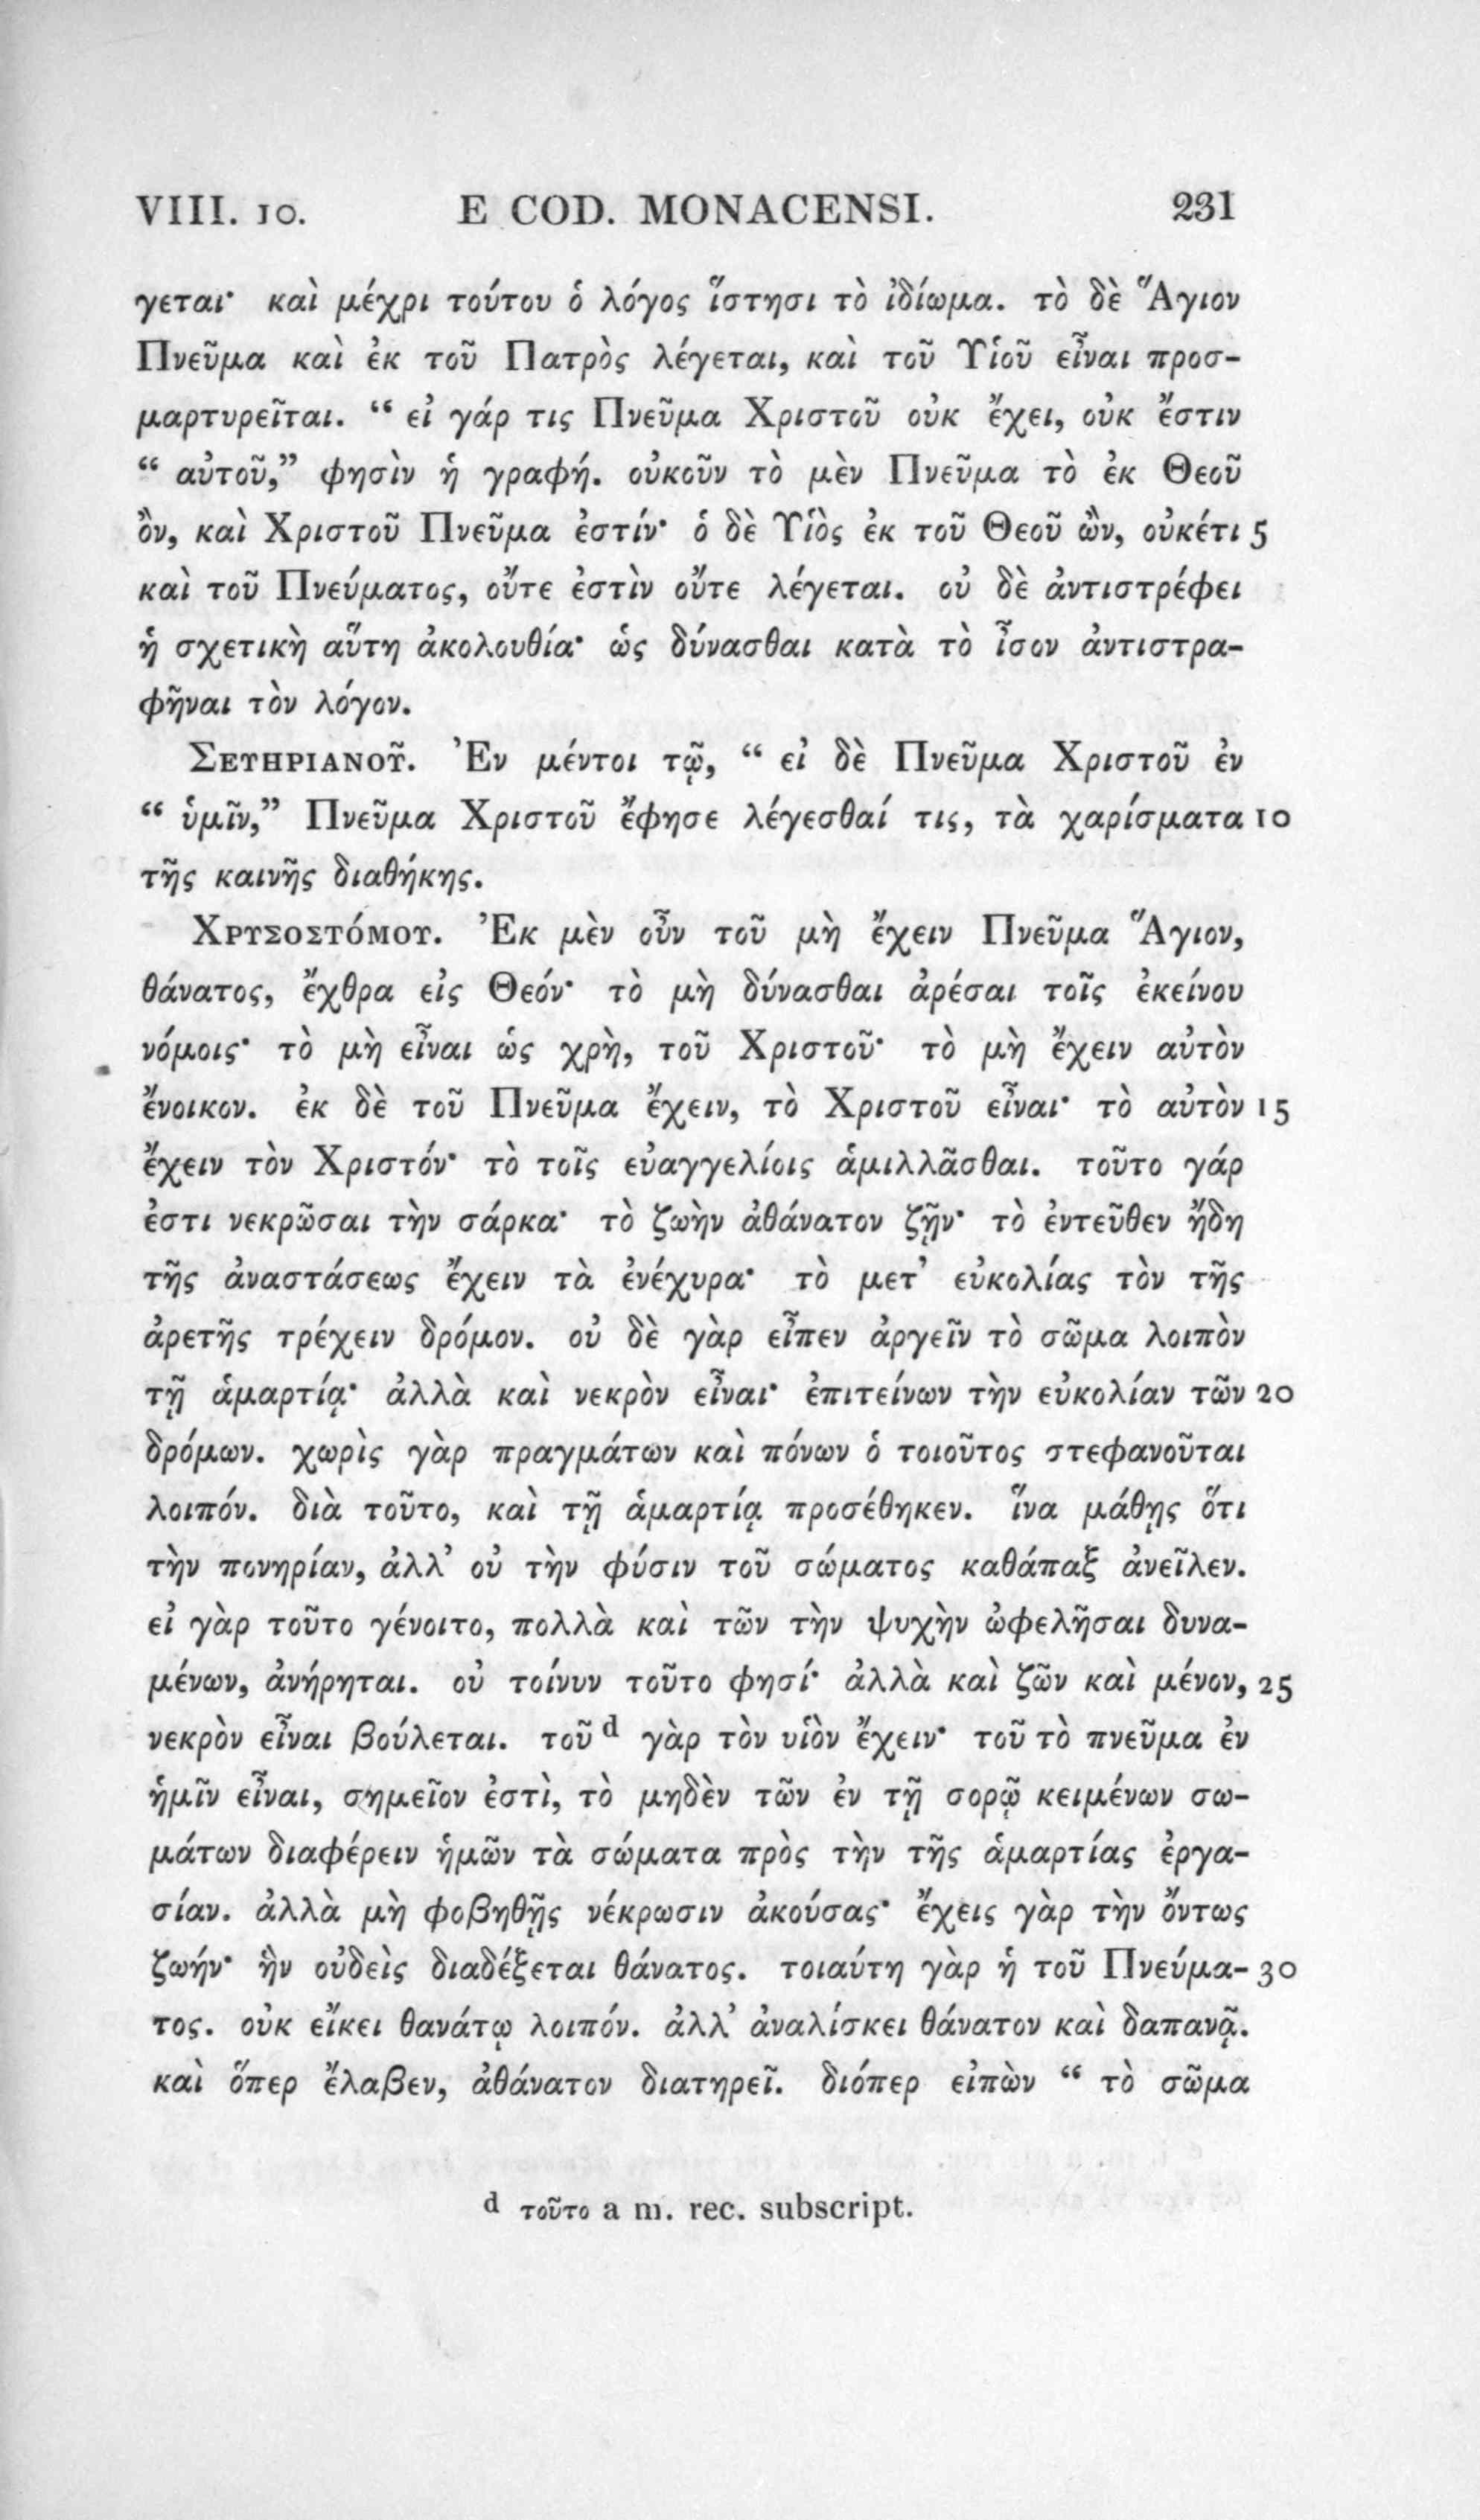 VIII. 10. E COD. MONACENSI. 231
γεται· καὶ μέχρι τούτου ὁ λόγος ἵστησι τὸ ἰδίωμα. τὸ δὲ Ἅγιον
Πνεῦμα καὶ ἐκ τοῦ Πατρὸς λέγεται, καὶ τοῦ Υἱοῦ εἶναι προσ-
μαρτυρεῖται. “ εἰ γάρ τις Πνεῦμα Χριστοῦ οὐκ ἔχει, οὐκ ἔστιν
“ αὐτοῦ,” φησὶν ἡ γραφή. οὐκοῦν τὸ μὲν Πνεῦμα τὸ ἐκ Θεοῦ
ὂν, καὶ Χριστοῦ Πνεῦμα ἐστίν· ὁ δὲ Υἱὸς ἐκ τοῦ Θεοῦ ὢν, οὐκέτι 5
καὶ τοῦ Πνεύματος, οὔτε ἐστὶν οὔτε λέγεται. οὐ δὲ ἀντιστρέφει
ἡ σχετικὴ αὕτη ἀκολουθία· ὡς δύνασθαι κατὰ τὸ ἶσον ἀντιστρα-
φῆναι τὸν λόγον.
ΣΕΥΗΡΙΑΝΟῦ. Ἐν μέντοι τῷ, “ εἰ δὲ Πνεῦμα Χριστοῦ ἐν
“ ὑμῖν,” Πνεῦμα Χριστοῦ ἔφησε λέγεσθαί τις, τὰ χαρίσματα 10
τῆς καινῆς διαθήκης.
ΧΡΥΣΟΣΤόΜΟΥ. Ἐκ μὲν οὖν τοῦ μὴ ἔχειν Πνεῦμα Ἅγιον,
θάνατος, ἔχθρα εἰς Θεόν· τὸ μὴ δύνασθαι ἀρέσαι τοῖς ἐκείνου
νόμοις· τὸ μὴ εἶναι ὡς χρὴ, τοῦ Χριστοῦ· τὸ μὴ ἔχειν αὐτὸν
ἔνοικον. ἐκ δὲ τοῦ Πνεῦμα ἔχειν, τὸ Χριστοῦ εἶναι· τὸ αὐτὸν 15
ἔχειν τὸν Χριστόν· τὸ τοῖς εὐαγγελίοις ἁμιλλᾶσθαι. τοῦτο γάρ
ἐστι νεκρῶσαι τὴν σάρκα· τὸ ζωὴν ἀθάνατον ζῇν· τὸ ἐντεῦθεν ἤδη
τῆς ἀναστάσεως ἔχειν τὰ ἐνέχυρα· τὸ μετ’ εὐκολίας τὸν τῆς
ἀρετῆς τρέχειν δρόμον. οὐ δὲ γὰρ εἶπεν ἀργεῖν τὸ σῶμα λοιπὸν
τῇ ἁμαρτίᾳ· ἀλλὰ καὶ νεκρὸν εἶναι· ἐπιτείνων τὴν εὐκολίαν τῶν 20
δρόμων. χωρὶς γὰρ πραγμάτων καὶ πόνων ὁ τοιοῦτος στεφανοῦται
λοιπόν. διὰ τοῦτο, καὶ τῇ ἁμαρτίᾳ προσέθηκεν. ἵνα μάθῃς ὅτι
τὴν πονηρίαν, ἀλλ’ οὐ τὴν φύσιν τοῦ σώματος καθάπαξ ἀνεῖλεν.
εἰ γὰρ τοῦτο γένοιτο, πολλὰ καὶ τῶν τὴν ψυχὴν ὠφελῆσαι δυνα-
μένων, ἀνήρηται. οὐ τοίνυν τοῦτο φησί· ἀλλὰ καὶ ζῶν καὶ μένον, 25
νεκρὸν εἶναι βούλεται. τοῦ d γὰρ τὸν υἱὸν ἔχειν· τοῦ τὸ πνεῦμα ἐν
ἡμῖν εἶναι, σημεῖον ἐστὶ, τὸ μηδὲν τῶν ἐν τῇ σορῷ κειμένων σω-
μάτων διαφέρειν ἡμῶν τὰ σώματα πρὸς τὴν τῆς ἁμαρτίας ἐργα-
σίαν. ἀλλὰ μὴ φοβηθῇς νέκρωσιν ἀκούσας· ἔχεις γὰρ τὴν ὄντως
ζωήν· ἣν οὐδεὶς διαδέξεται θάνατος. τοιαύτη γὰρ ἡ τοῦ Πνεύμα- 30
τος. οὐκ εἴκει θανάτῳ λοιπόν. ἀλλ’ ἀναλίσκει θάνατον καὶ δαπανᾷ.
καὶ ὅπερ ἔλαβεν, ἀθάνατον διατηρεῖ. διόπερ εἰπὼν “ τὸ σῶμα
d τοῦτο a m. rec. subscript.